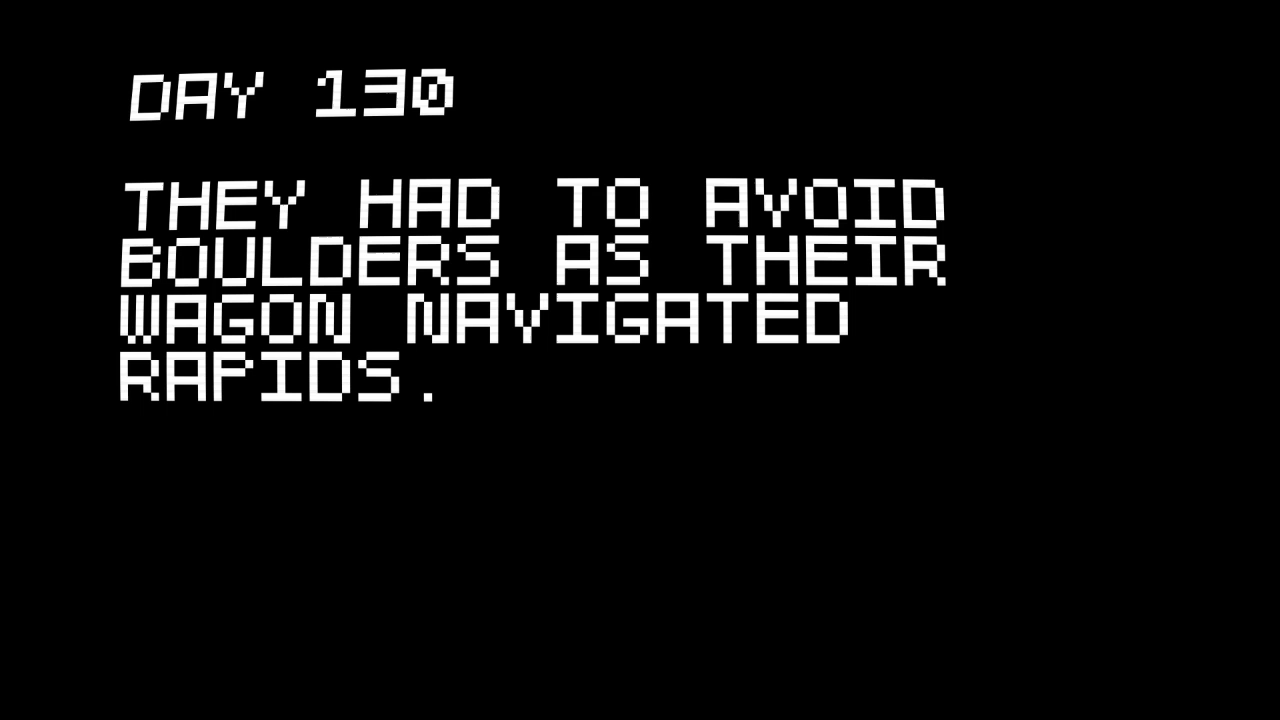 DAY 130
THEY HAD TO AVOID
BOULDERS AS THEIR
WAGON NAVIGATED
RAPIDS.